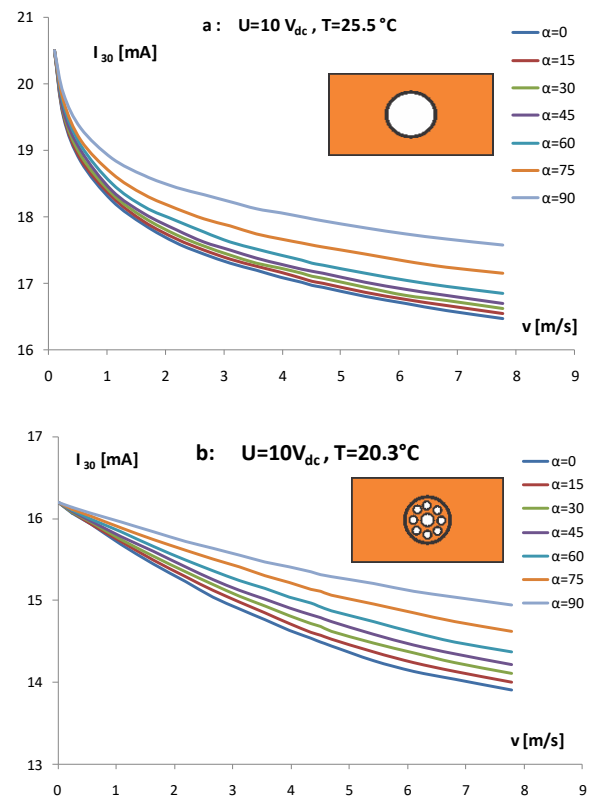 a : U=10 Vdc , T=25.5 °C
I 30 [mA]
21
20
19
18
17
16
0 1 2 3 4 5 6 7 8 9
v [m/s]
α=0
α=15
α=30
α=45
α=60
α=75
α=90
b: U=10Vdc , T=20.3°C
I 30 [mA]
17
16
15
14
13
0 1 2 3 4 5 6 7 8 9
v [m/s]
α=0
α=15
α=30
α=45
α=60
α=75
α=90